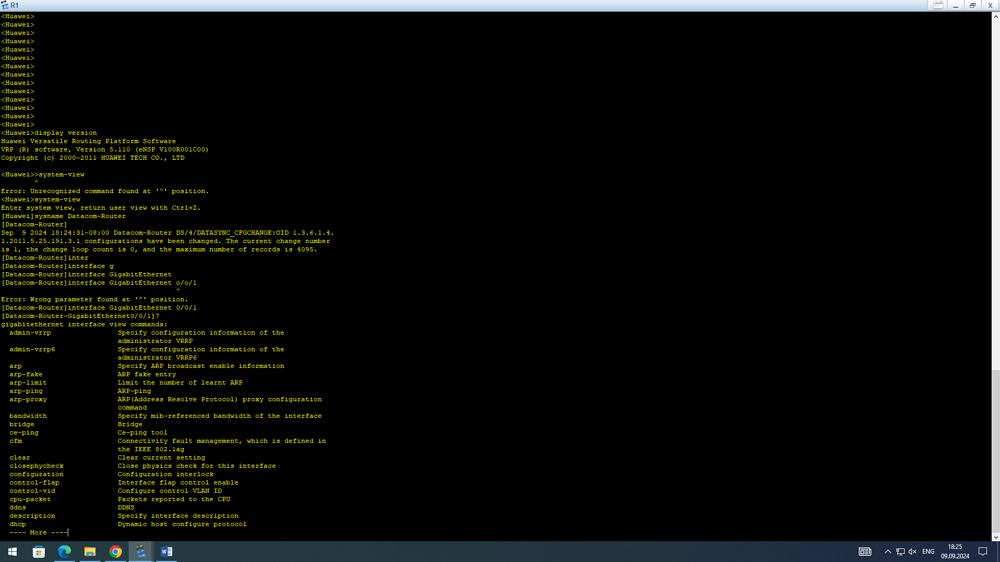 R1
<Huawei>
<Huawei>
<Huawei>
<Huawei>
<Huawei>
<Huawei>
<Huawei>
<Huawei>
<Huawei>
<Huawei>
<Huawei>
<Huawei>
<Huawei>
<Huawei>
<Huawei>display version
Huawei Versatile Routing Platform Software
VRP (R) software, Version 5.110 (eNSP V100R001C00)
Copyright (c) 2000-2011 HUAWEI TECH CO., LTD
<Huawei>>system-view
^
Error: Unrecognized command found at '^' position.
<Huawei>system-view
Enter system view, return user view with Ctrl+Z.
[Huawei]sysname Datacom-Router
[Datacom-Router]
Sep  9 2024 18:24:31-08:00 Datacom-Router DS/4/DATASYNC_CFGCHANGE:OID 1.3.6.1.4.
1.2011.5.25.191.3.1 configurations have been changed. The current change number
is 1, the change loop count is 0, and the maximum number of records is 4095.
[Datacom-Router]inter
[Datacom-Router]interface g
[Datacom-Router]interface GigabitEthernet
[Datacom-Router]interface GigabitEthernet o/o/1
^
Error: Wrong parameter found at '^' position.
[Datacom-Router]interface GigabitEthernet 0/0/1
[Datacom-Router-GigabitEthernet0/0/1]?
gigabitethernet interface view commands:
admin-vrrp Specify configuration information of the
administrator VRRP
admin-vrrp6 Specify configuration information of the
administrator VRRP6
arp Specify ARP broadcast enable information
arp-fake ARP fake entry
arp-limit Limit the number of learnt ARP
arp-ping ARP-ping
arp-proxy ARP(Address Resolve Protocol) proxy configuration
command
bandwidth Specify mib-referenced bandwidth of the interface
bridge Bridge
ce-ping Ce-ping tool
cfm Connectivity fault management, which is defined in
the IEEE 802.1ag
clear Clear current setting
closephycheck Close physics check for this interface
configuration Configuration interlock
control-flap Interface flap control enable
control-vid Configure control VLAN ID
cpu-packet Packets reported to the CPU
ddns DDNS
description Specify interface description
dhcp Dynamic host configure protocol
---- More ----
ENG
18:25
09.09.2024